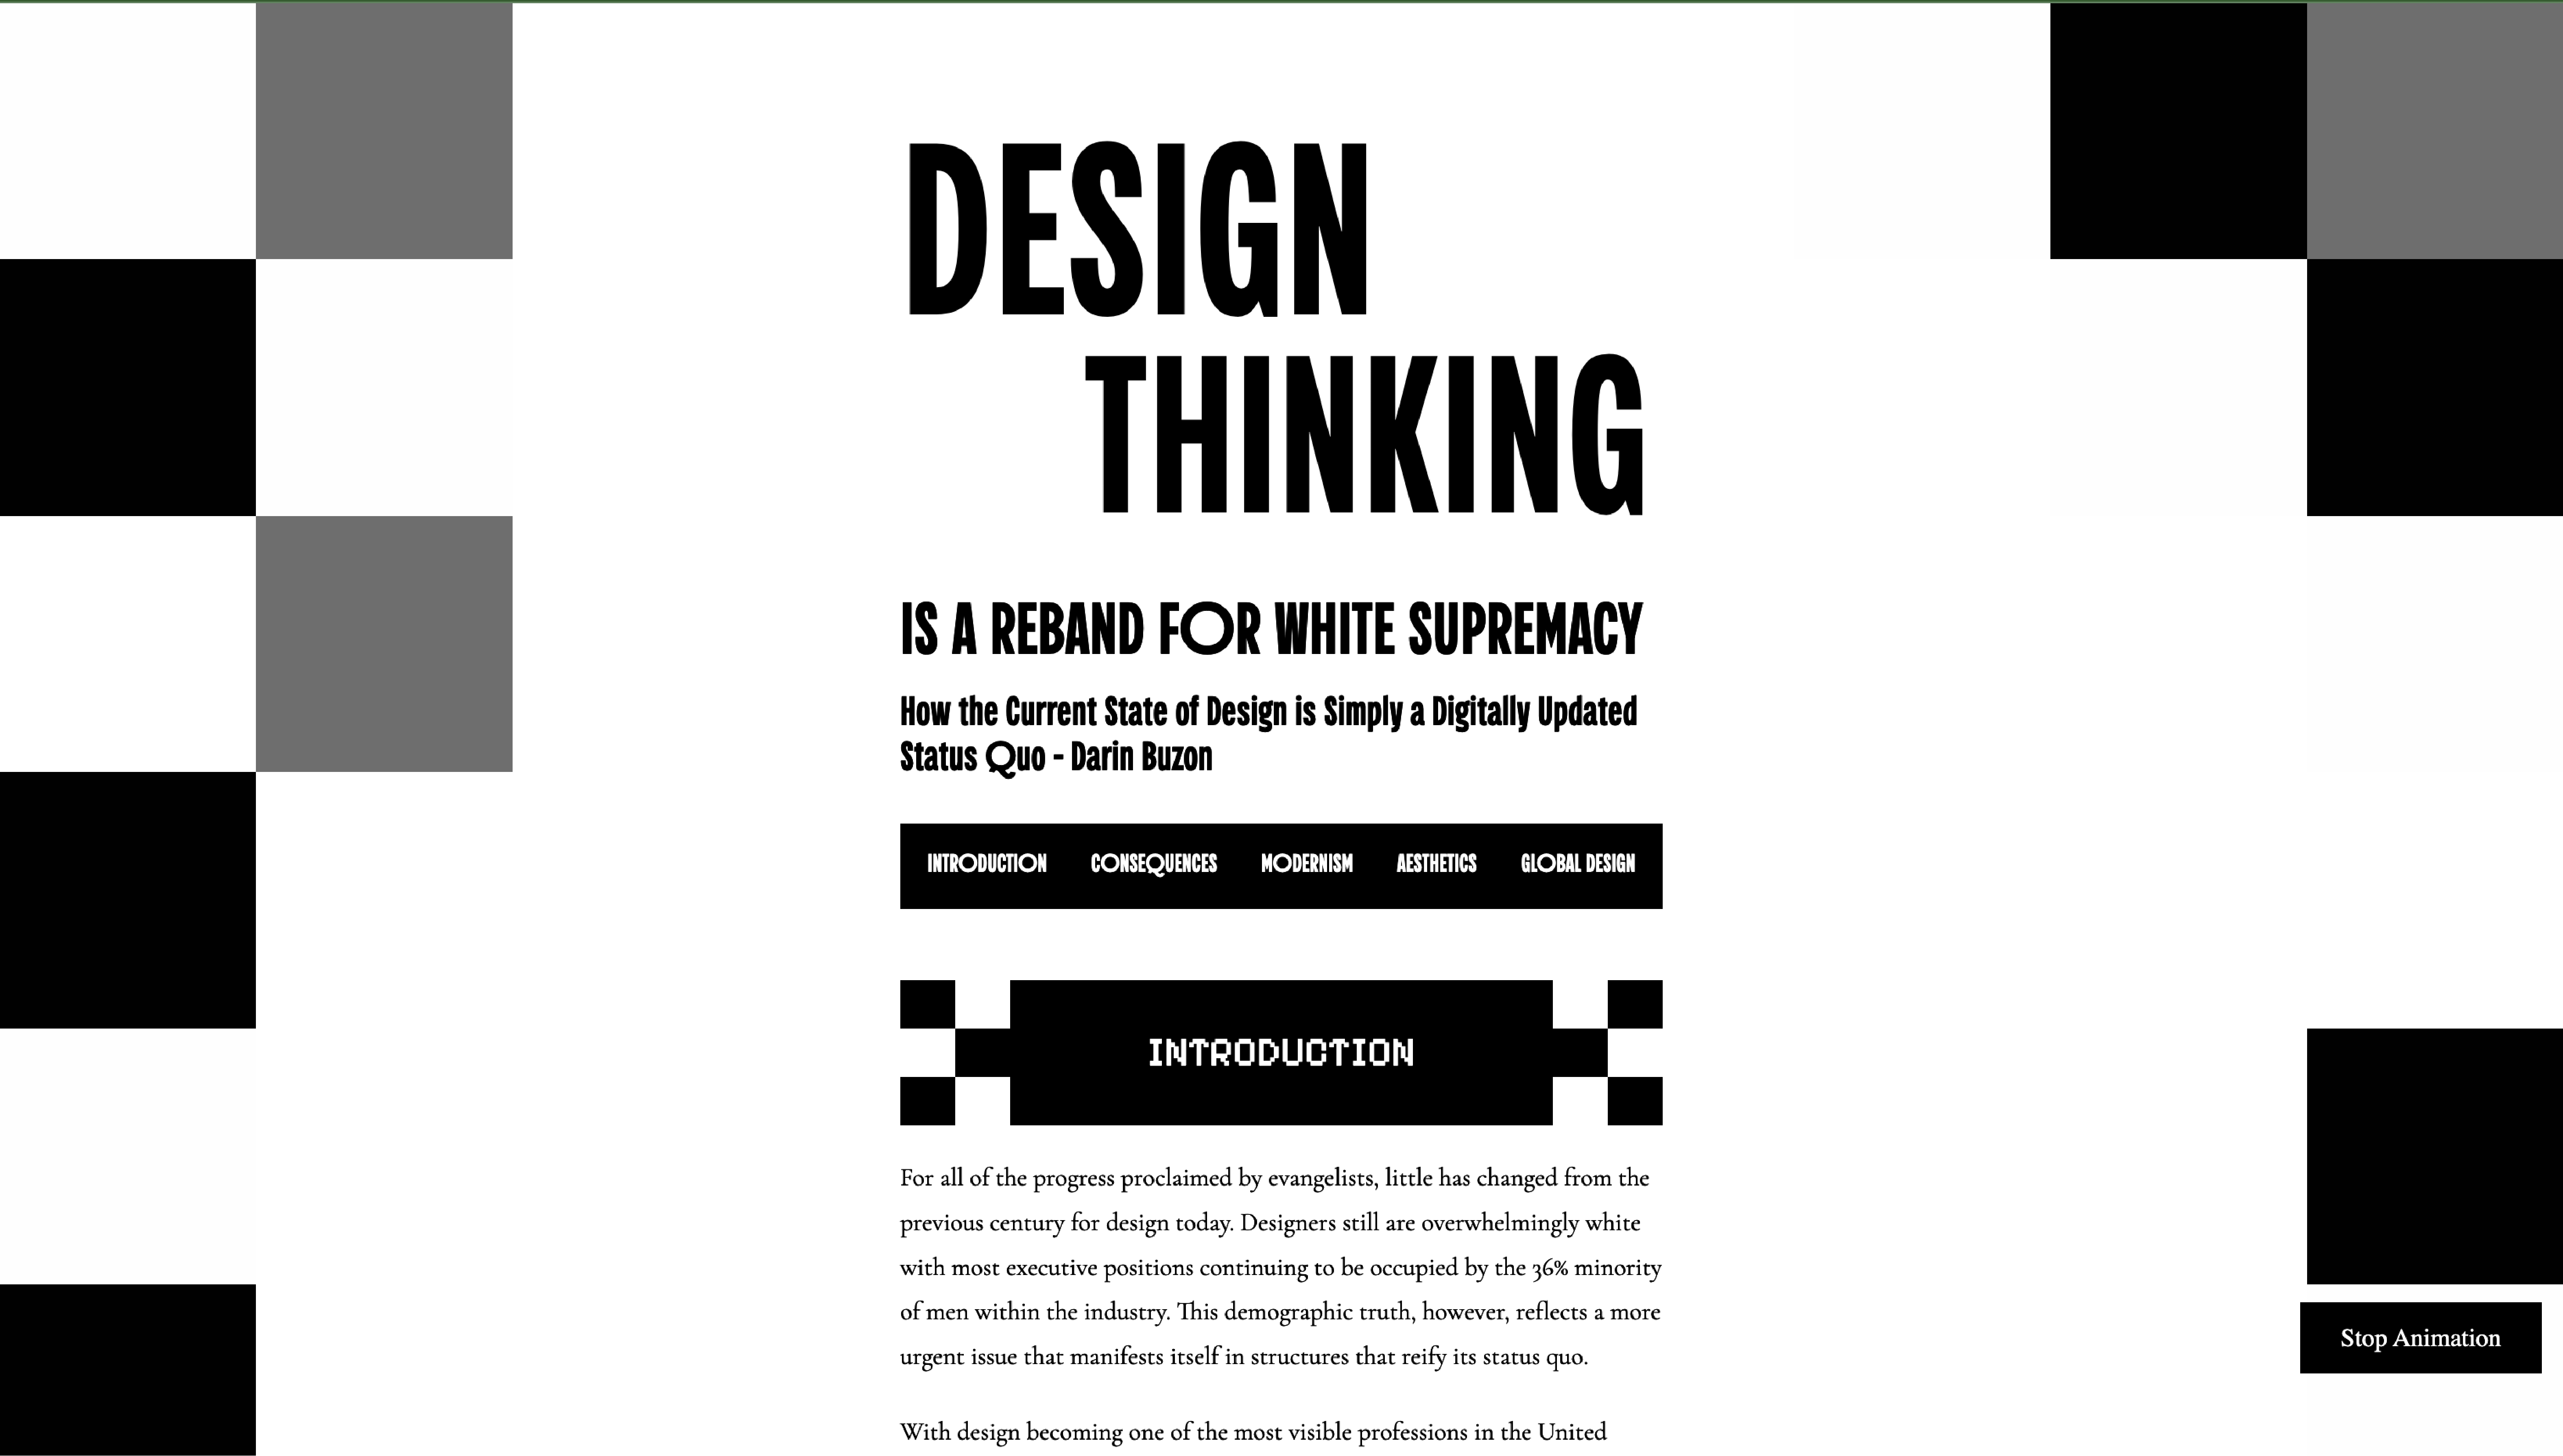 DESIGN
THINKING
IS A REBAND FOR WHITE SUPREMACY
How the Current State of Design is Simply a Digitally Updated
Status Quo - Darin Buzon
INTRODUCTION CONSEQUENCES MODERNISM AESTHETICS GLOBAL DESIGN
INTRODUCTION
For all of the progress proclaimed by evangelists, little has changed from the
previous century for design today. Designers still are overwhelmingly white
with most executive positions continuing to be occupied by the 36% minority
of men within the industry. This demographic truth, however, reflects a more
urgent issue that manifests itself in structures that reify its status quo.
Stop Animation
With design becoming one of the most visible professions in the United